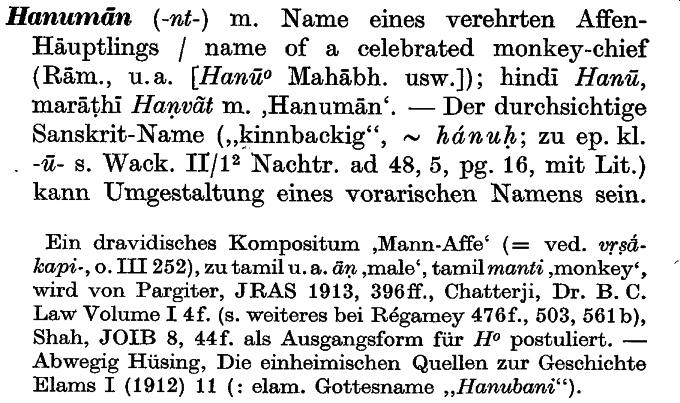 Hanumān (-nt-) m. Name eines verehrten Affen-
Häuptlings / name of a celebrated monkey-chief
(Rām., u. a. [Hanūº Mahābh. usw.]); hindī Hanū,
marāṭhī Haṇvā̃t m. ‚Hanumān‘. — Der durchsichtige
Sanskrit-Name („kinnbackig“, ~ hánuḥ; zu ep. kl.
-ū- s. Wack. II/1² Nachtr. ad 48, 5, pg. 16, mit Lit.)
kann Umgestaltung eines vorarischen Namens sein.
Ein dravidisches Kompositum ‚Mann-Affe‘ (= ved. vṛṣá-
kapi-, o. III 252), zu tamil u. a. āṇ ‚male‘, tamil manti ‚monkey‘,
wird von Pargiter, JRAS 1913, 396ff., Chatterji, Dr. B. C.
Law Volume I 4f. (s. weiteres bei Régamey 476f., 503, 561b),
Shah, JOIB 8, 44f. als Ausgangsform für Hº postuliert. —
Abwegig Hüsing, Die einheimischen Quellen zur Geschichte
Elams I (1912) 11 (: elam. Gottesname „Hanubani“).